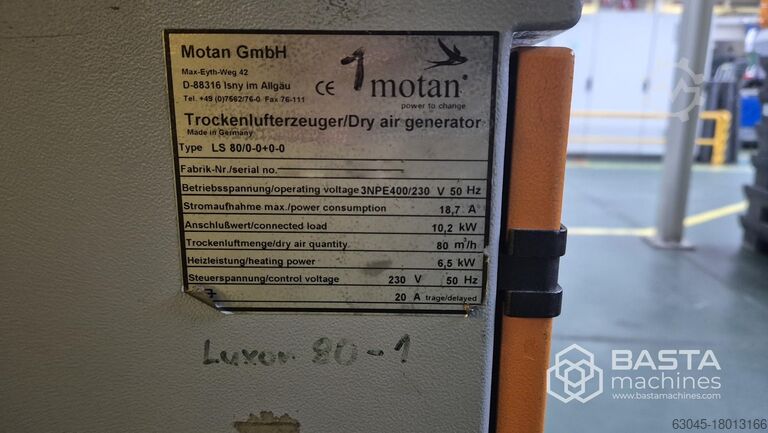 Motan GmbH
Max-Eyth-Weg 42
D-88316 Isny im Allgäu
Tel. +49 (0)7562/76-0 Fax 76-111
CE 1 motan
power to change
Trockenlufterzeuger/Dry air generator
Made in Germany
Type LS 80/0-0+0-0
Fabrik-Nr./serial no.
Betriebsspannung/operating voltage 3NPE400/230 V 50 Hz
Stromaufnahme max./power consumption 18,7 A
Anschlußwert/connected load 10,2 kW
Trockenluftmenge/dry air quantity 80 m³/h
Heizleistung/heating power 6,5 kW
Steuerspannung/control voltage 230 V 50 Hz
20 A träge/delayed
Luxor 80-1
BASTA
machines
www.bastamachines.com
63045-18013166